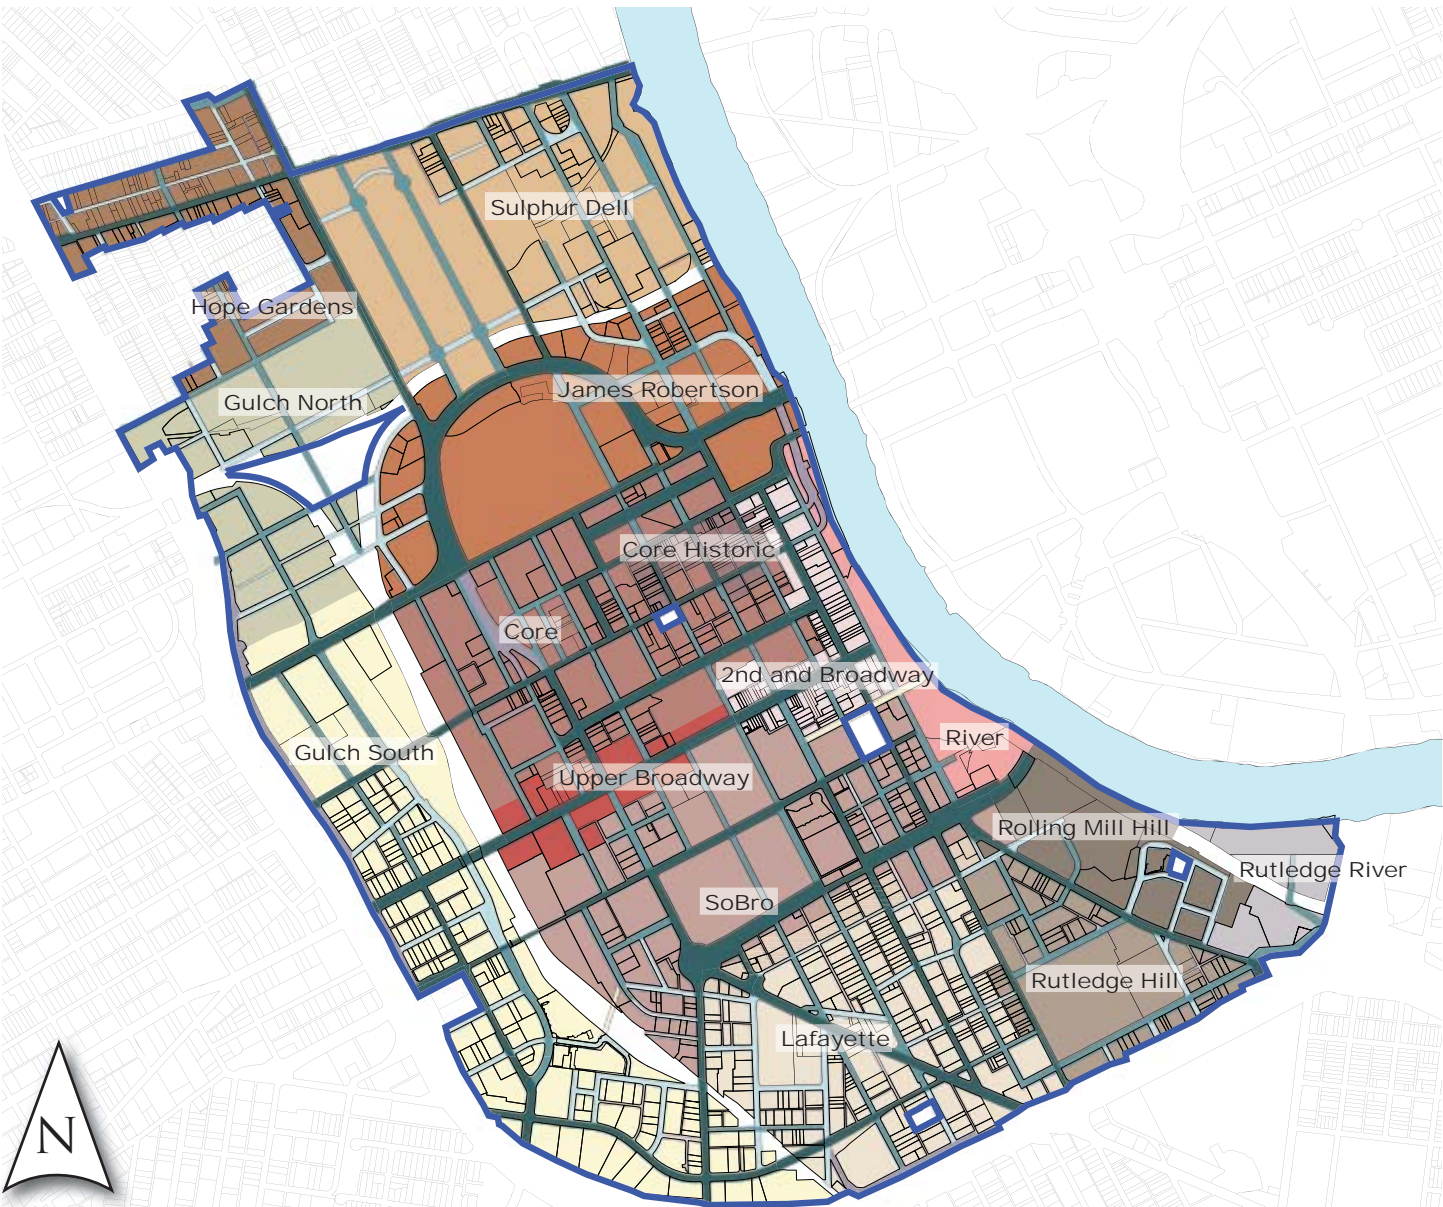 Sulphur Dell
Hope Gardens
James Robertson
Gulch North
Core Historic
Core
2nd and Broadway
Gulch South
River
Upper Broadway
Rolling Mill Hill
Rutledge River
SoBro
Rutledge Hill
Lafayette
N